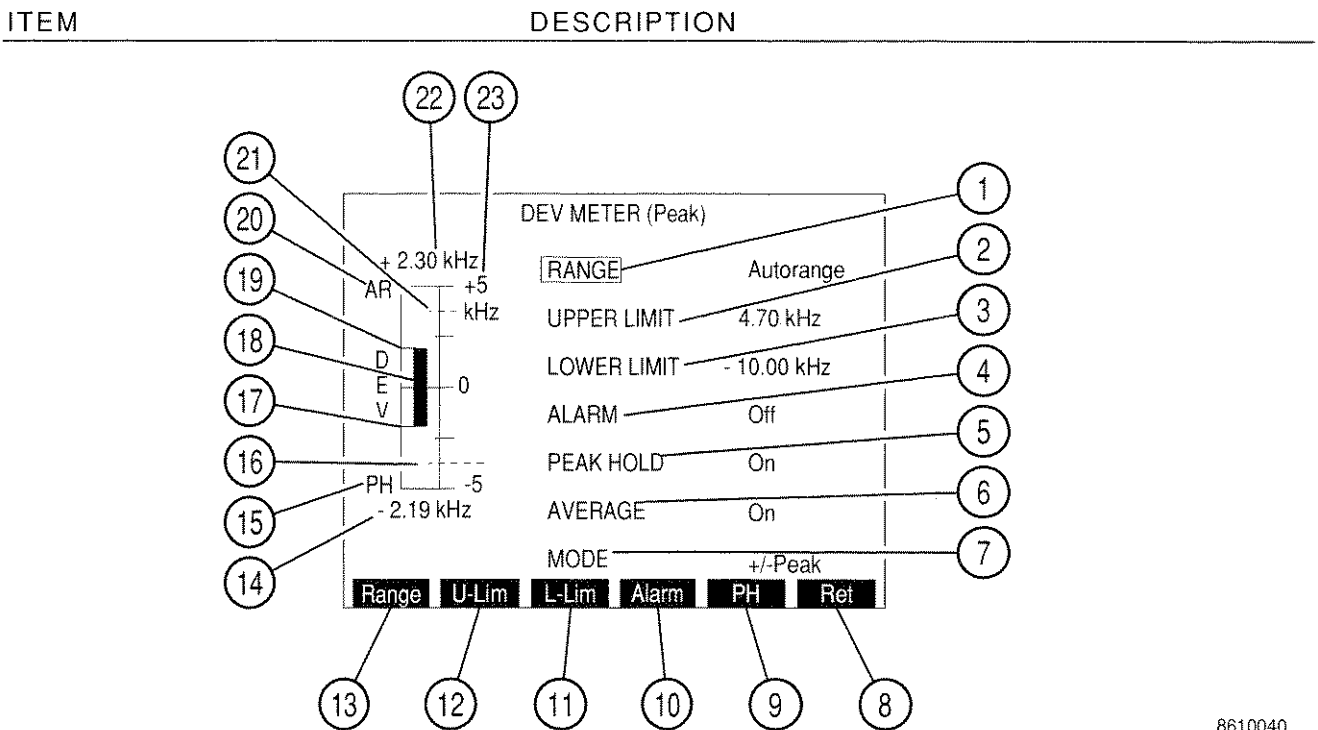 ITEM DESCRIPTION
22 23
21
20
19
18
17
16
15
14
DEV METER (Peak)
+ 2.30 kHz
AR +5
kHz
D
E 0
V
PH -5
- 2.19 kHz
RANGE Autorange
UPPER LIMIT 4.70 kHz
LOWER LIMIT - 10.00 kHz
ALARM Off
PEAK HOLD On
AVERAGE On
MODE +/-Peak
1
2
3
4
5
6
7
Range U-Lim L-Lim Alarm PH Ret
13 12 11 10 9 8
8610040